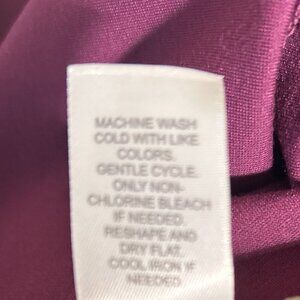 MACHINE WASH
COLD WITH LIKE
COLORS.
GENTLE CYCLE.
ONLY NON-
CHLORINE BLEACH
IF NEEDED.
RESHAPE AND
DRY FLAT.
COOL IRON IF
NEEDED